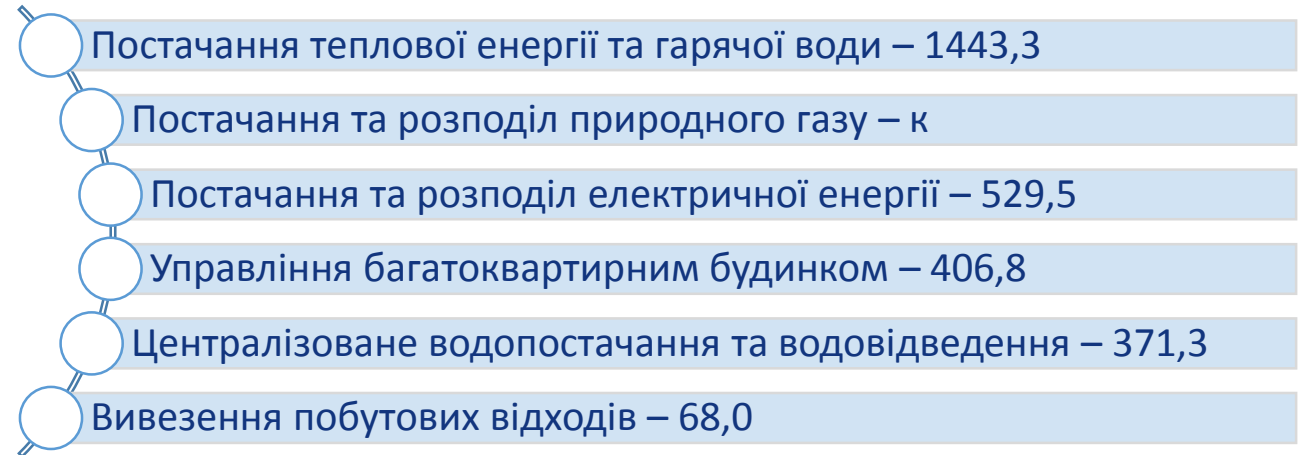 Постачання теплової енергії та гарячої води – 1443,3
Постачання та розподіл природного газу – к
Постачання та розподіл електричної енергії – 529,5
Управління багатоквартирним будинком – 406,8
Централізоване водопостачання та водовідведення – 371,3
Вивезення побутових відходів – 68,0